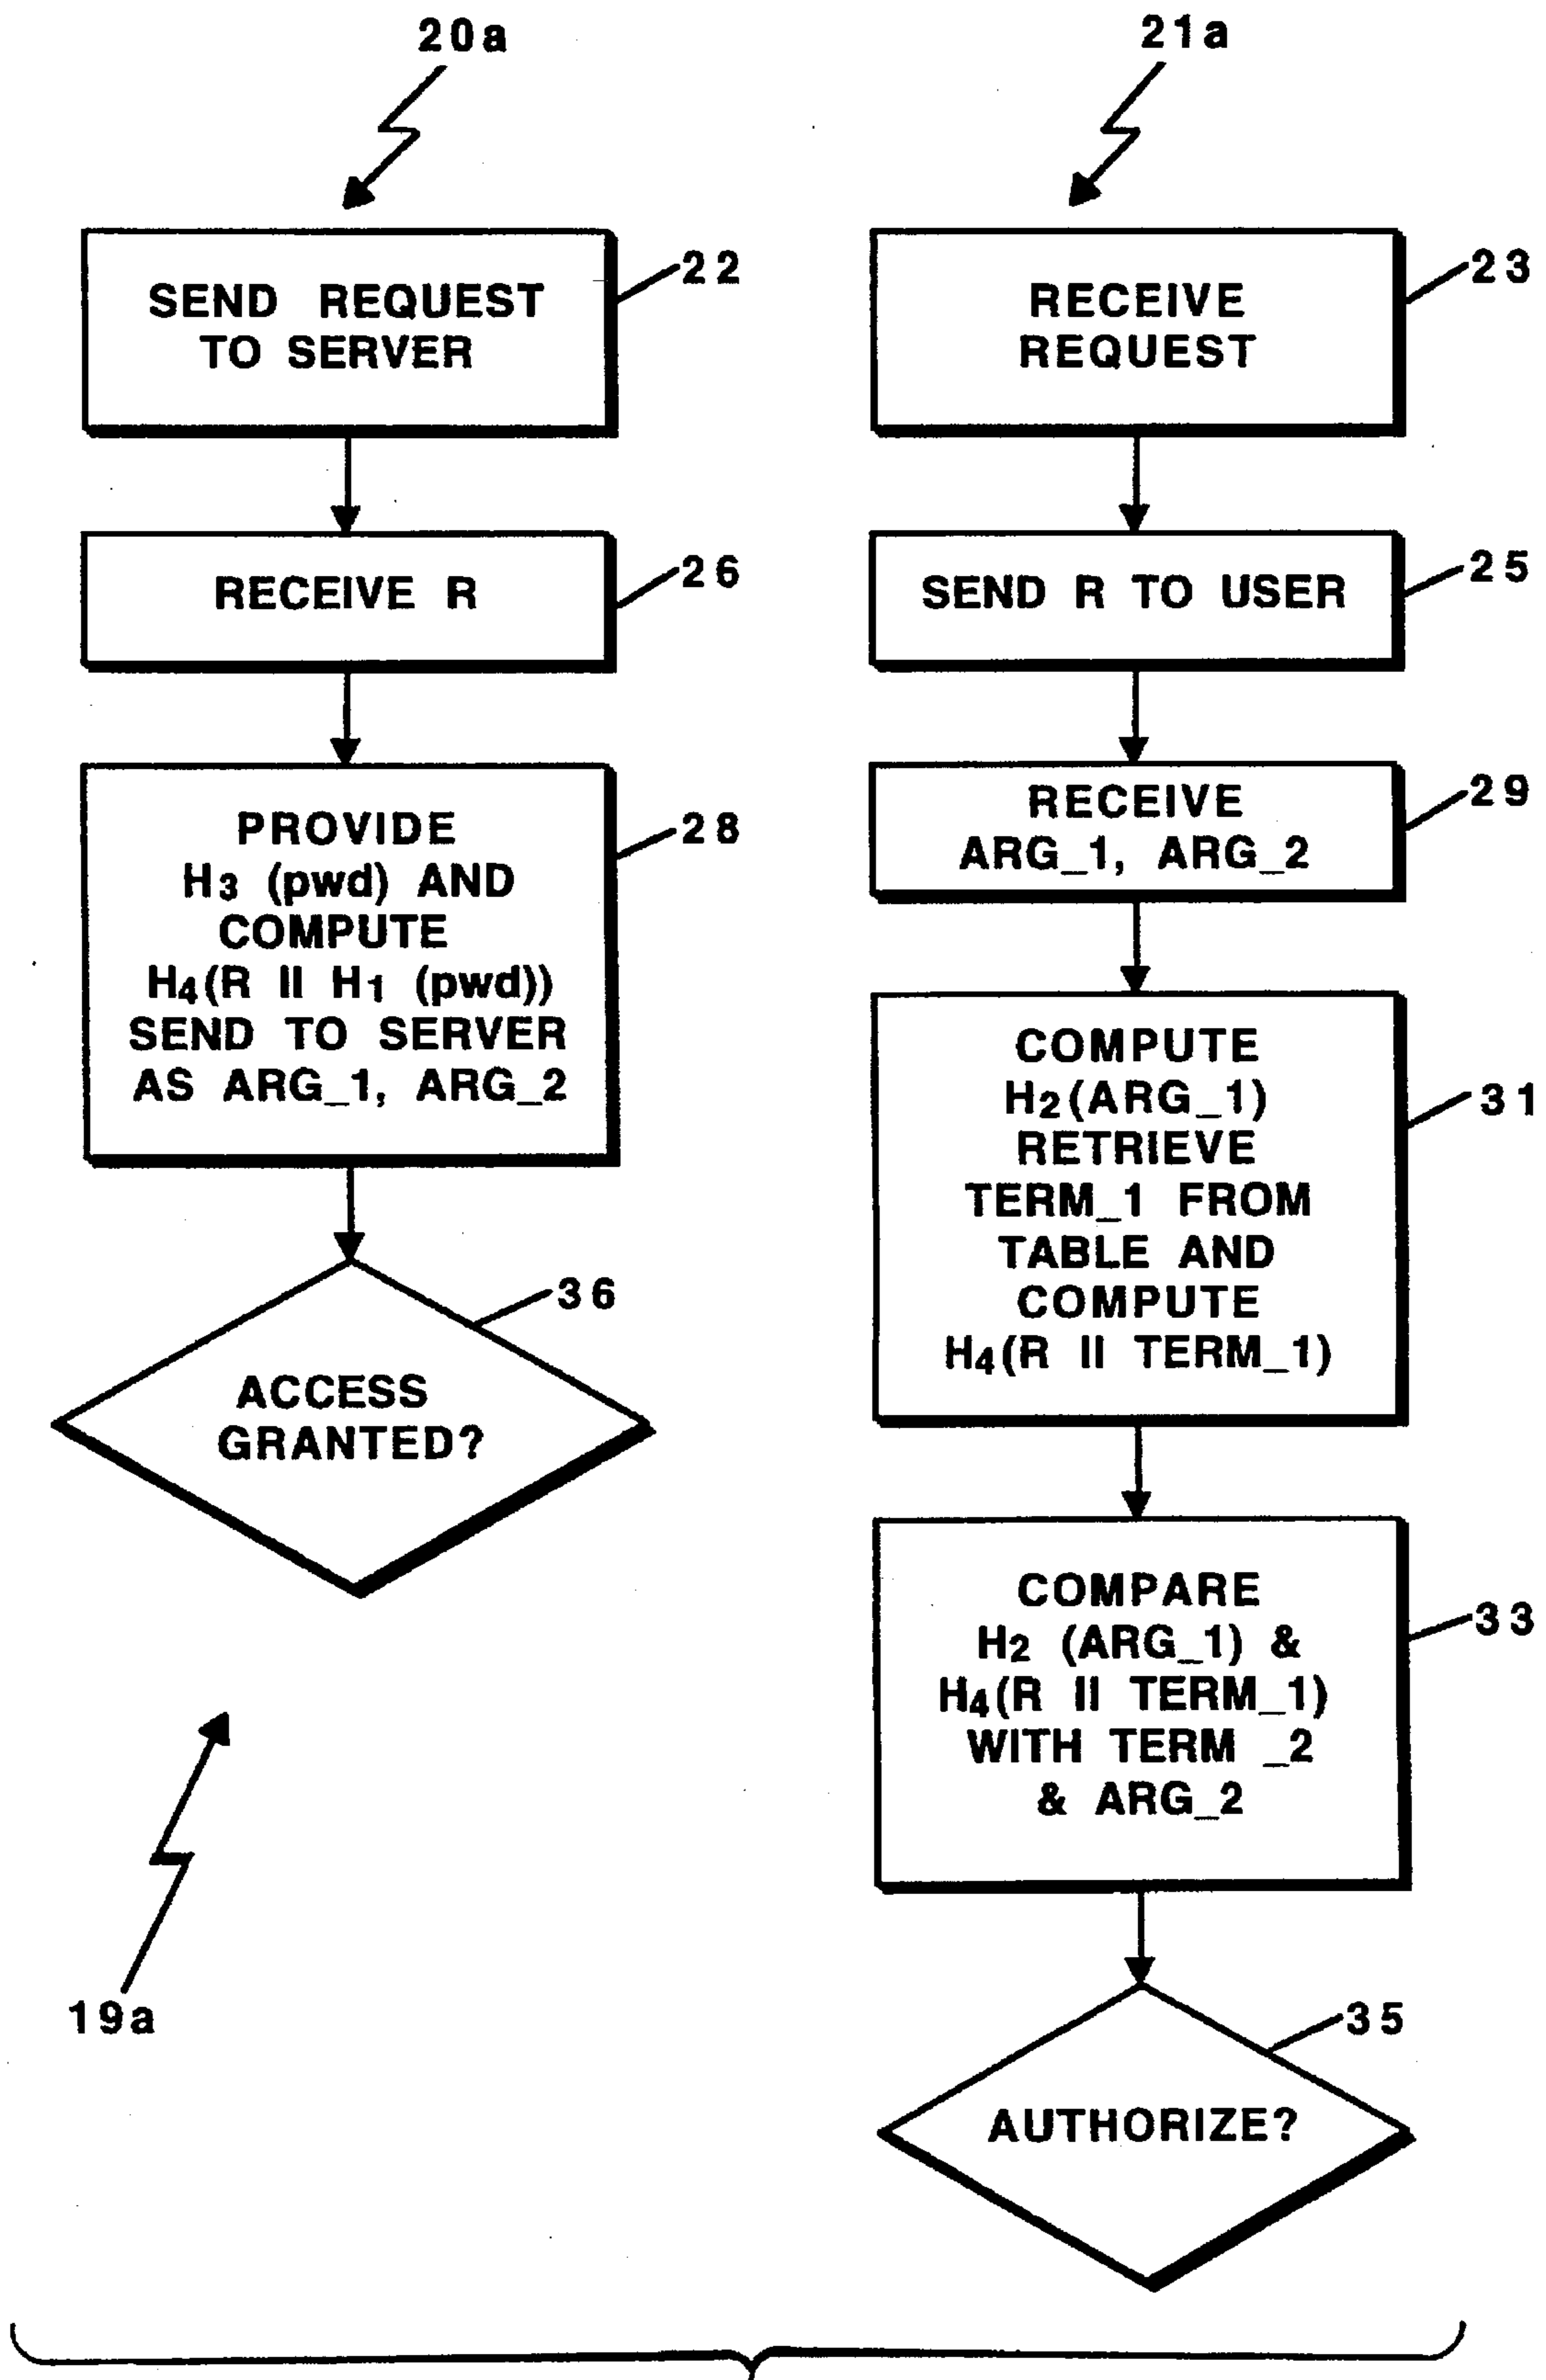 20a
22
SEND REQUEST
TO SERVER
26
RECEIVE R
28
PROVIDE
H3 (pwd) AND
COMPUTE
H4(R || H1 (pwd))
SEND TO SERVER
AS ARG_1, ARG_2
36
ACCESS
GRANTED?
19a
21a
23
RECEIVE
REQUEST
25
SEND R TO USER
29
RECEIVE
ARG_1, ARG_2
31
COMPUTE
H2(ARG_1)
RETRIEVE
TERM_1 FROM
TABLE AND
COMPUTE
H4(R || TERM_1)
33
COMPARE
H2 (ARG_1) &
H4(R || TERM_1)
WITH TERM _2
& ARG_2
35
AUTHORIZE?